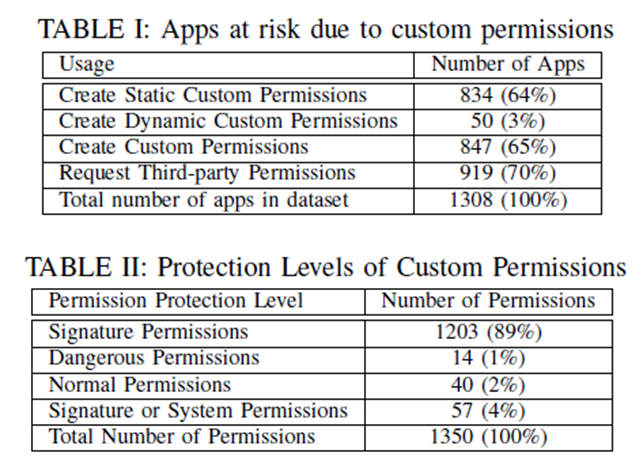 TABLE I: Apps at risk due to custom permissions
Usage Number of Apps
Create Static Custom Permissions 834 (64%)
Create Dynamic Custom Permissions 50 (3%)
Create Custom Permissions 847 (65%)
Request Third-party Permissions 919 (70%)
Total number of apps in dataset 1308 (100%)
TABLE II: Protection Levels of Custom Permissions
Permission Protection Level Number of Permissions
Signature Permissions 1203 (89%)
Dangerous Permissions 14 (1%)
Normal Permissions 40 (2%)
Signature or System Permissions 57 (4%)
Total Number of Permissions 1350 (100%)